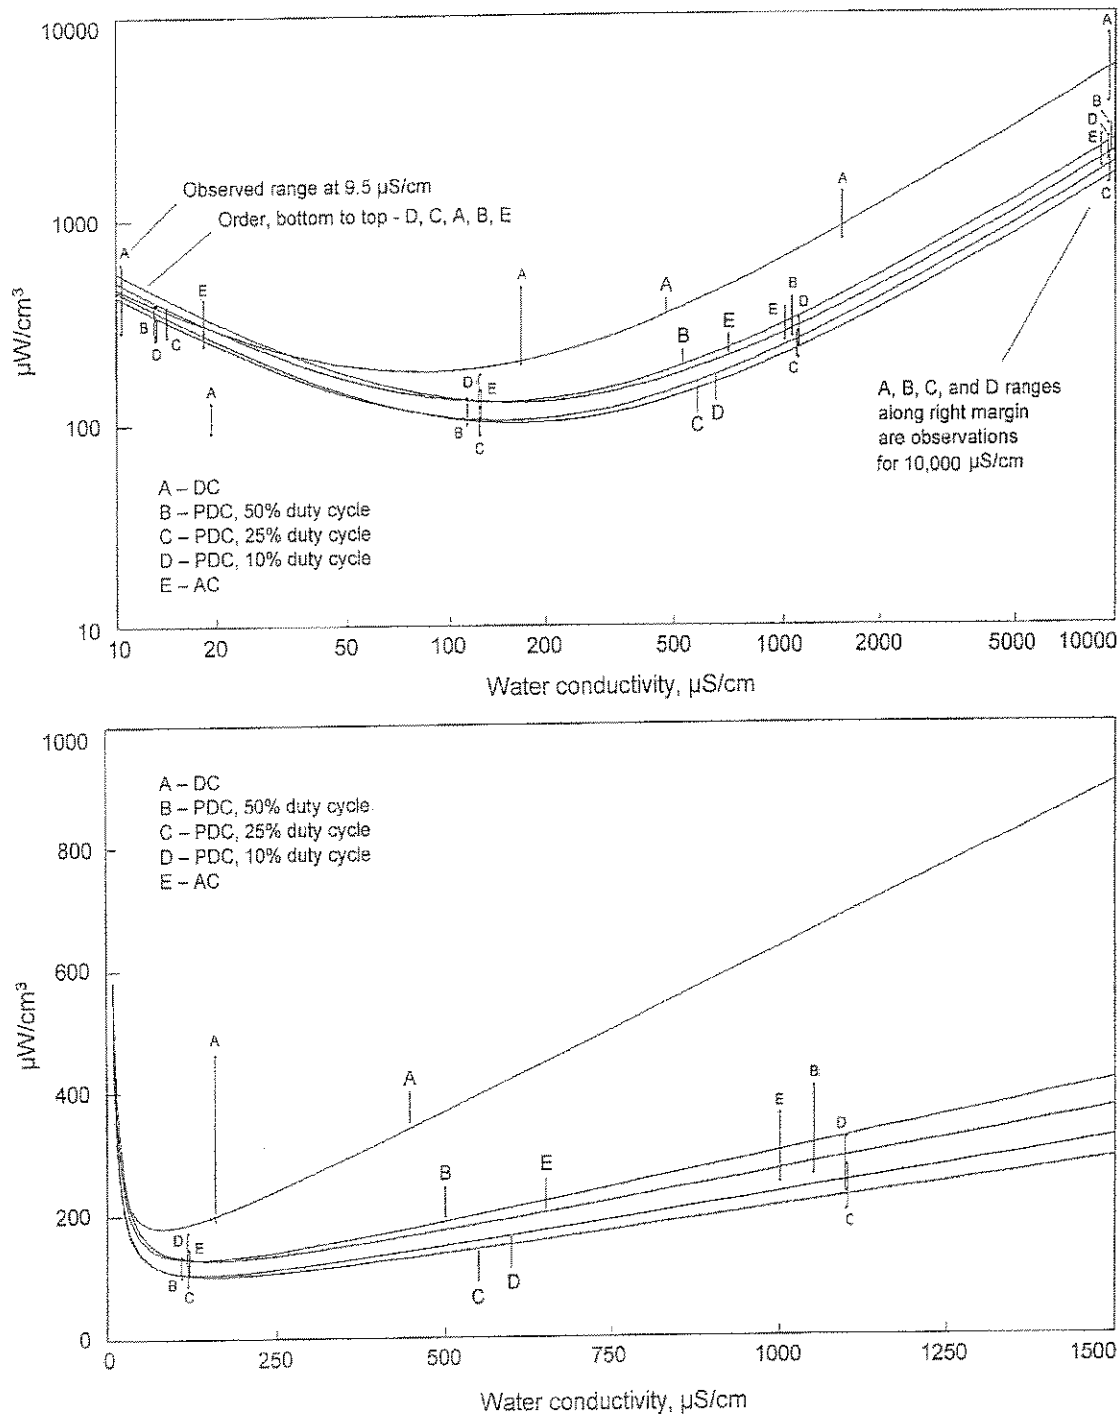 10000
1000
100
10
μW/cm³
Observed range at 9.5 μS/cm
Order, bottom to top - D, C, A, B, E
A
B
D
C
E
A
A
A
A
A
B
D
E
C
D
E
B
C
B
E
C
D
E
B
D
C
A, B, C, and D ranges
along right margin
are observations
for 10,000 μS/cm
A – DC
B – PDC, 50% duty cycle
C – PDC, 25% duty cycle
D – PDC, 10% duty cycle
E – AC
10 20 50 100 200 500 1000 2000 5000 10000
Water conductivity, μS/cm
1000
800
600
400
200
0
μW/cm³
A – DC
B – PDC, 50% duty cycle
C – PDC, 25% duty cycle
D – PDC, 10% duty cycle
E – AC
A
A
D
E
B
C
B
E
C
D
E
B
D
C
0 250 500 750 1000 1250 1500
Water conductivity, μS/cm